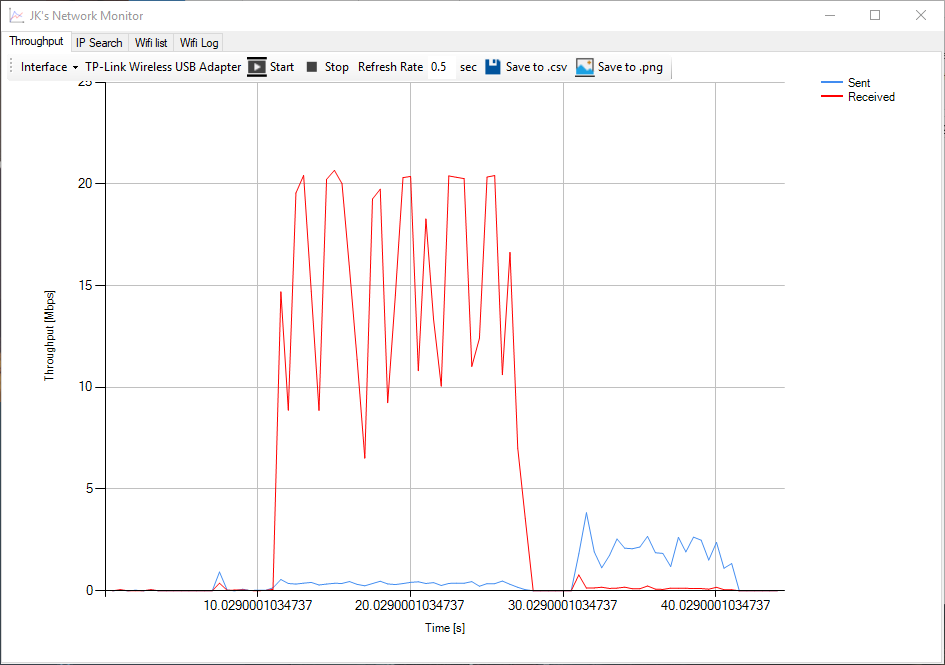 JK's Network Monitor
Throughput IP Search Wifi list Wifi Log
Interface TP-Link Wireless USB Adapter Start Stop Refresh Rate 0.5 sec Save to .csv Save to .png
Sent
Received
25
20
15
10
5
0
Throughput [Mbps]
10.0290001034737 20.0290001034737 30.0290001034737 40.0290001034737
Time [s]